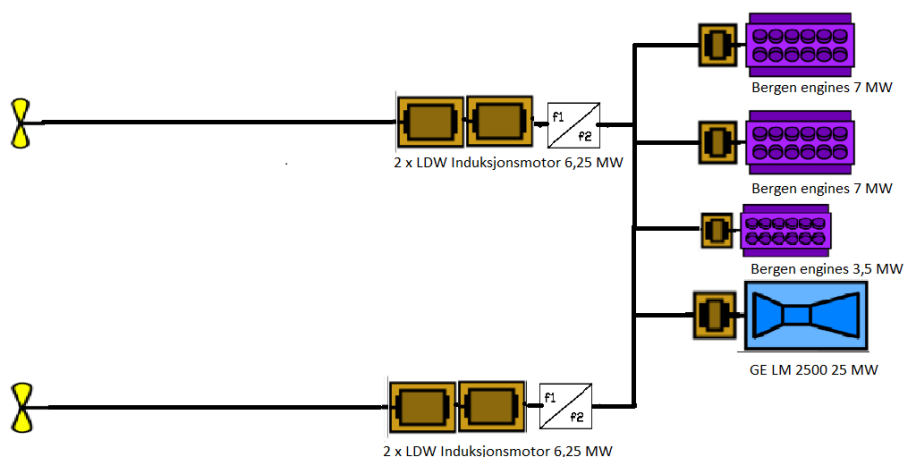 Bergen engines 7 MW
f1
f2
2 x LDW Induksjonsmotor 6,25 MW
Bergen engines 7 MW
Bergen engines 3,5 MW
GE LM 2500 25 MW
f1
f2
2 x LDW Induksjonsmotor 6,25 MW